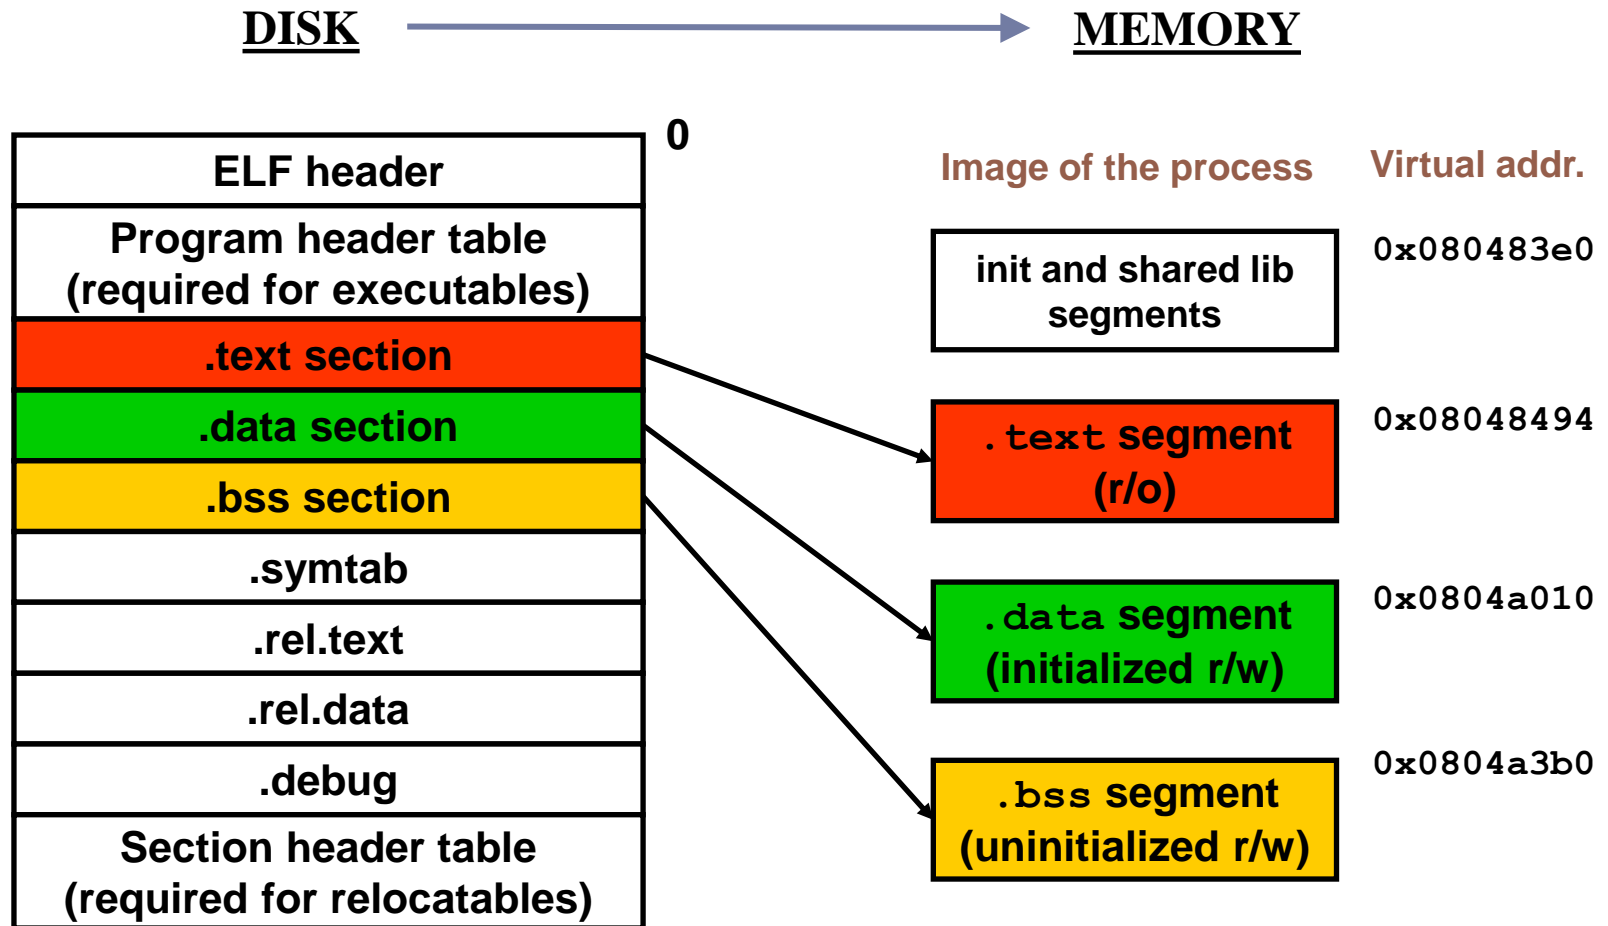 DISK
MEMORY
0
ELF header
Program header table
(required for executables)
.text section
.data section
.bss section
.symtab
.rel.text
.rel.data
.debug
Section header table
(required for relocatables)
Image of the process
Virtual addr.
init and shared lib
segments
0x080483e0
.text segment
(r/o)
0x08048494
.data segment
(initialized r/w)
0x0804a010
.bss segment
(uninitialized r/w)
0x0804a3b0